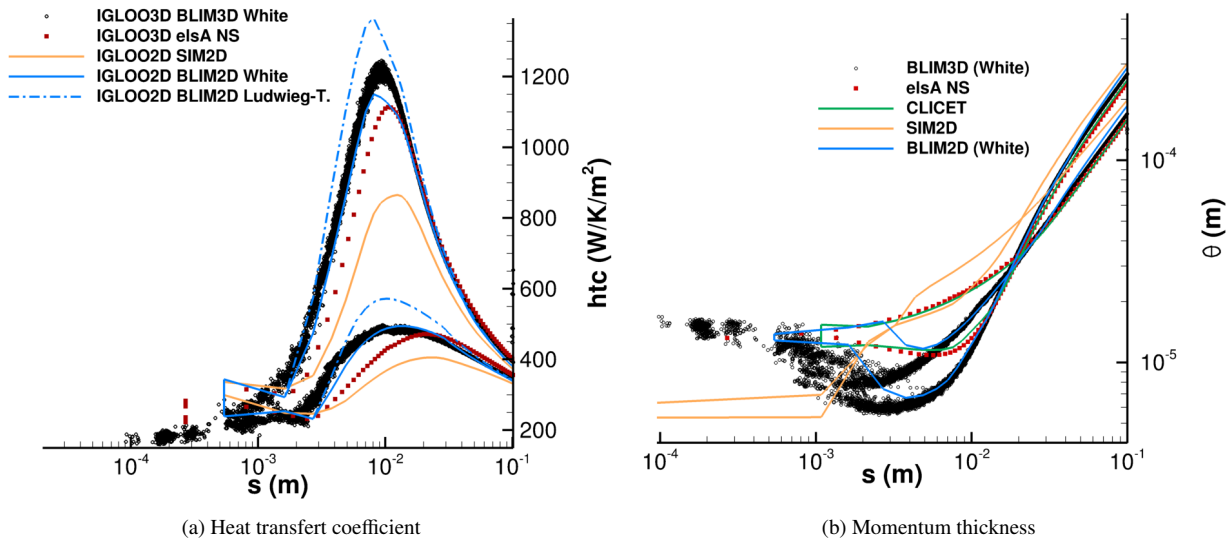 IGLOO3D BLIM3D White
IGLOO3D elsA NS
IGLOO2D SIM2D
IGLOO2D BLIM2D White
IGLOO2D BLIM2D Ludwieg-T.
1200
1000
800
600
400
200
htc (W/K/m²)
10⁻⁴
10⁻³
10⁻²
10⁻¹
s (m)
(a) Heat transfert coefficient
BLIM3D (White)
elsA NS
CLICET
SIM2D
BLIM2D (White)
10⁻⁴
10⁻⁵
θ (m)
10⁻⁴
10⁻³
10⁻²
10⁻¹
s (m)
(b) Momentum thickness